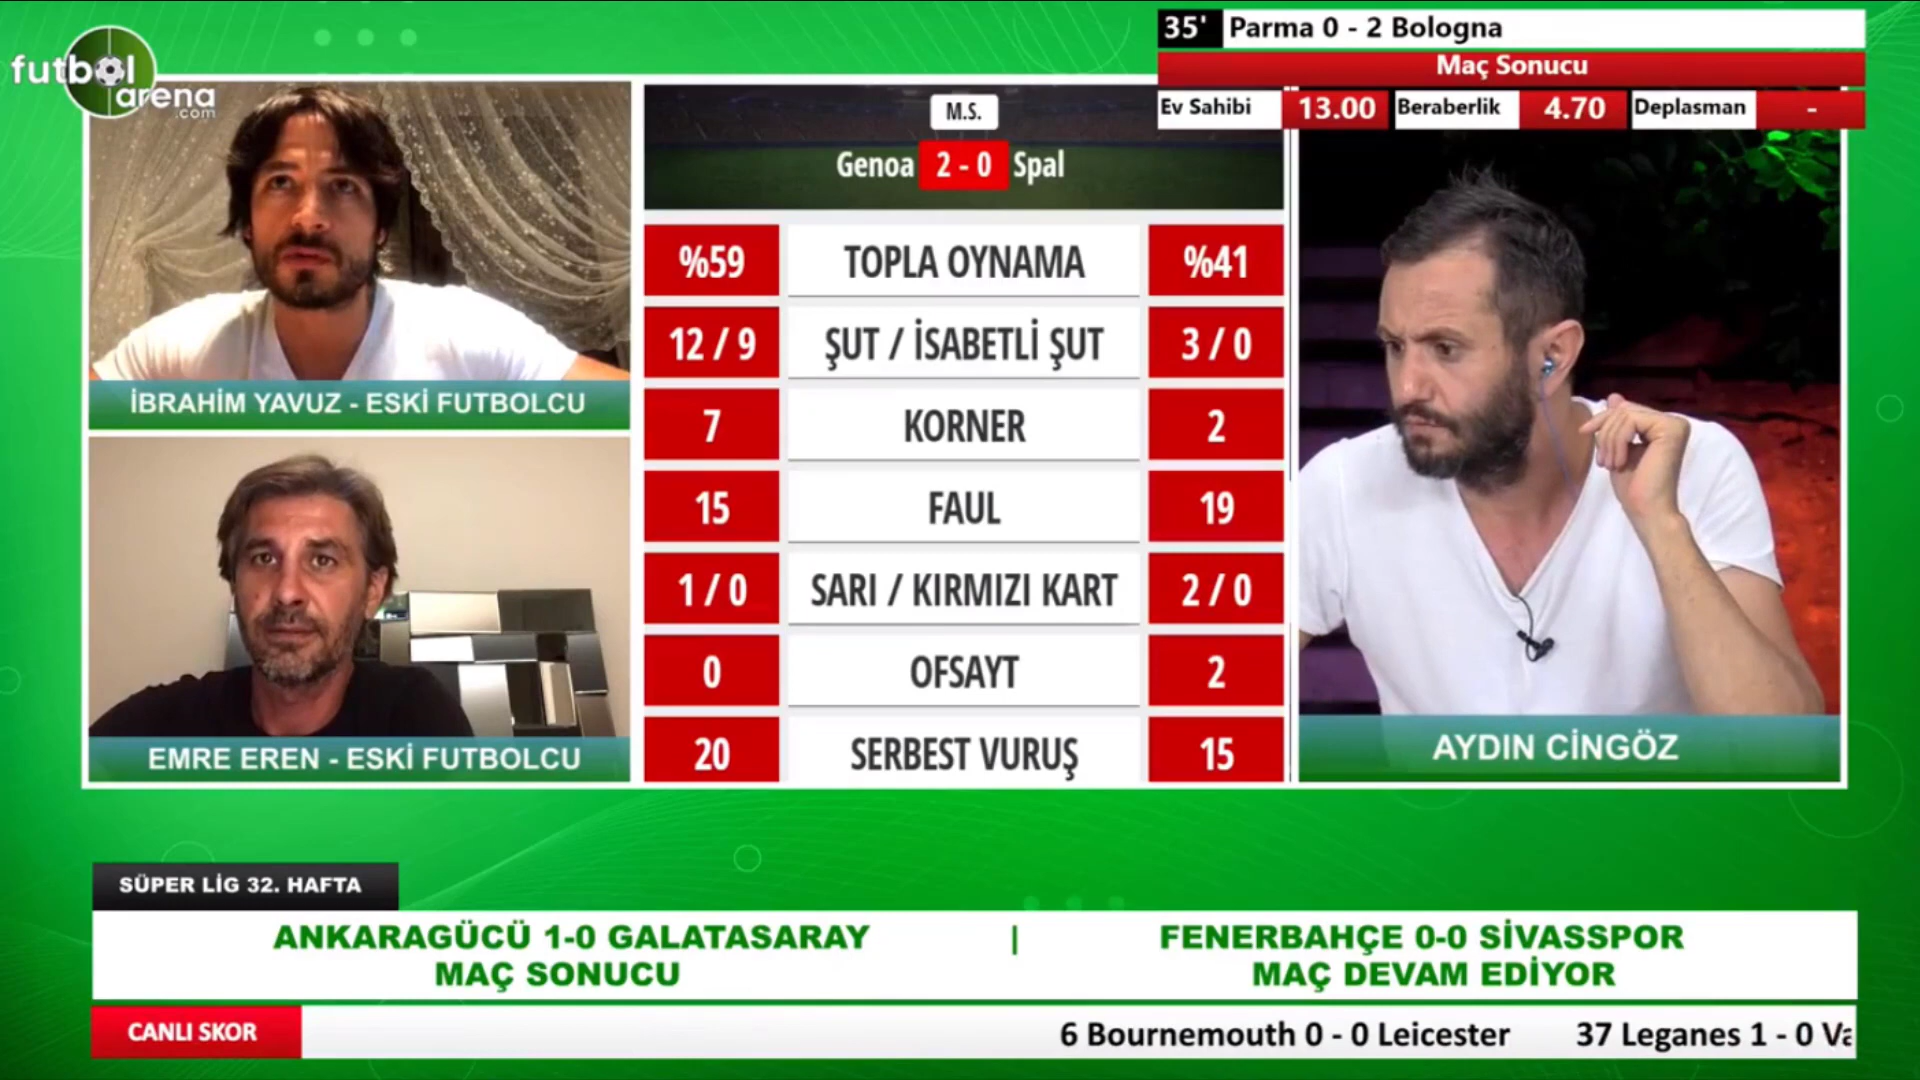 futbol
arena
.com
35' Parma 0 - 2 Bologna
Maç Sonucu
Ev Sahibi 13.00 Beraberlik 4.70 Deplasman -
M.S.
Genoa 2 - 0 Spal
%59 TOPLA OYNAMA %41
12 / 9 ŞUT / İSABETLİ ŞUT 3 / 0
7 KORNER 2
15 FAUL 19
1 / 0 SARI / KIRMIZI KART 2 / 0
0 OFSAYT 2
20 SERBEST VURUŞ 15
İBRAHİM YAVUZ - ESKİ FUTBOLCU
EMRE EREN - ESKİ FUTBOLCU
AYDIN CİNGÖZ
SÜPER LİG 32. HAFTA
ANKARAGÜCÜ 1-0 GALATASARAY | FENERBAHÇE 0-0 SİVASSPOR
MAÇ SONUCU MAÇ DEVAM EDİYOR
CANLI SKOR 6 Bournemouth 0 - 0 Leicester 37 Leganes 1 - 0 Va